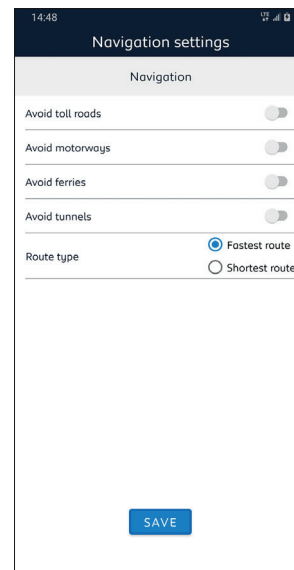 14:48 LTE
Navigation settings
Navigation
Avoid toll roads
Avoid motorways
Avoid ferries
Avoid tunnels
Route type
Fastest route
Shortest route
SAVE